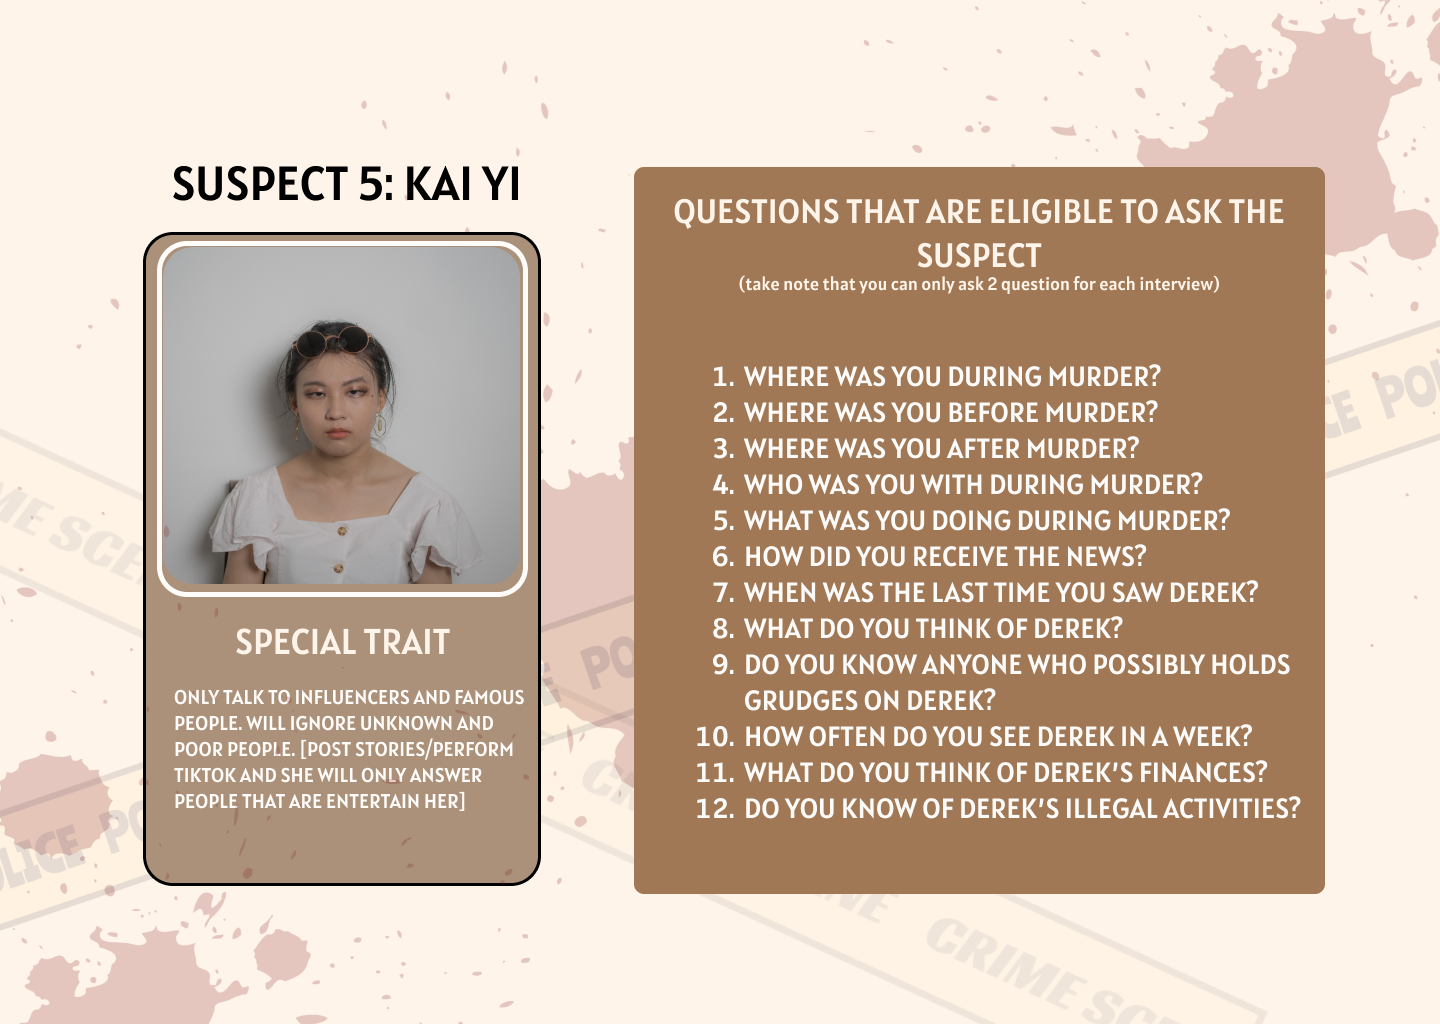 SUSPECT 5: KAI YI
SPECIAL TRAIT
ONLY TALK TO INFLUENCERS AND FAMOUS
PEOPLE. WILL IGNORE UNKNOWN AND
POOR PEOPLE. [POST STORIES/PERFORM
TIKTOK AND SHE WILL ONLY ANSWER
PEOPLE THAT ARE ENTERTAIN HER]
QUESTIONS THAT ARE ELIGIBLE TO ASK THE
SUSPECT
(take note that you can only ask 2 question for each interview)
1. WHERE WAS YOU DURING MURDER?
2. WHERE WAS YOU BEFORE MURDER?
3. WHERE WAS YOU AFTER MURDER?
4. WHO WAS YOU WITH DURING MURDER?
5. WHAT WAS YOU DOING DURING MURDER?
6. HOW DID YOU RECEIVE THE NEWS?
7. WHEN WAS THE LAST TIME YOU SAW DEREK?
8. WHAT DO YOU THINK OF DEREK?
9. DO YOU KNOW ANYONE WHO POSSIBLY HOLDS
GRUDGES ON DEREK?
10. HOW OFTEN DO YOU SEE DEREK IN A WEEK?
11. WHAT DO YOU THINK OF DEREK'S FINANCES?
12. DO YOU KNOW OF DEREK'S ILLEGAL ACTIVITIES?
CRIME